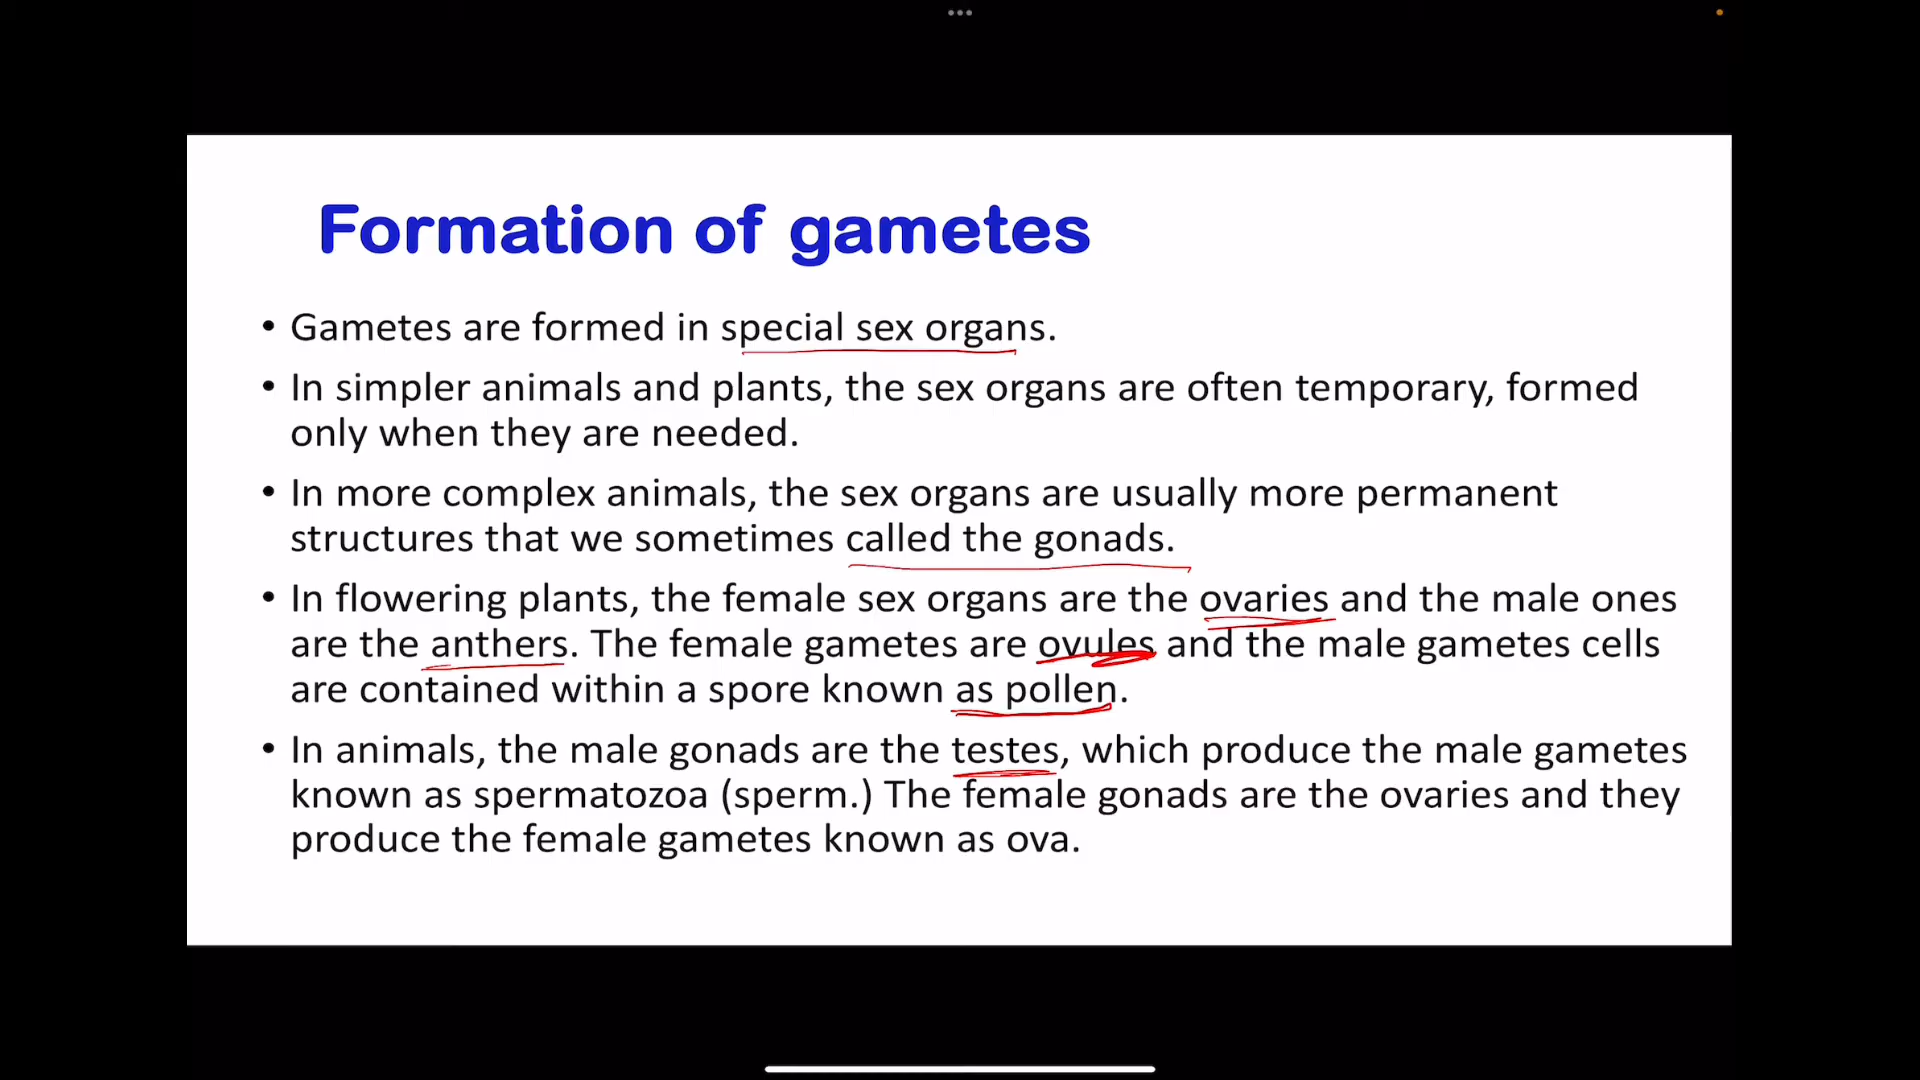 Formation of gametes
• Gametes are formed in special sex organs.
• In simpler animals and plants, the sex organs are often temporary, formed
only when they are needed.
• In more complex animals, the sex organs are usually more permanent
structures that we sometimes called the gonads.
• In flowering plants, the female sex organs are the ovaries and the male ones
are the anthers. The female gametes are ovules and the male gametes cells
are contained within a spore known as pollen.
• In animals, the male gonads are the testes, which produce the male gametes
known as spermatozoa (sperm.) The female gonads are the ovaries and they
produce the female gametes known as ova.